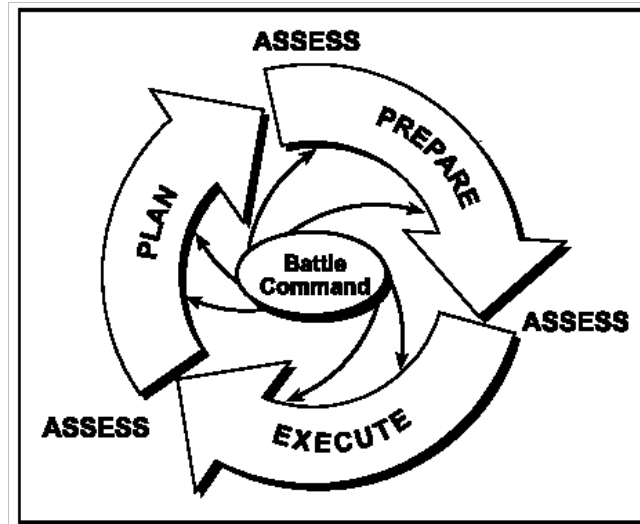 ASSESS
PREPARE
PLAN
Battle
Command
ASSESS
EXECUTE
ASSESS